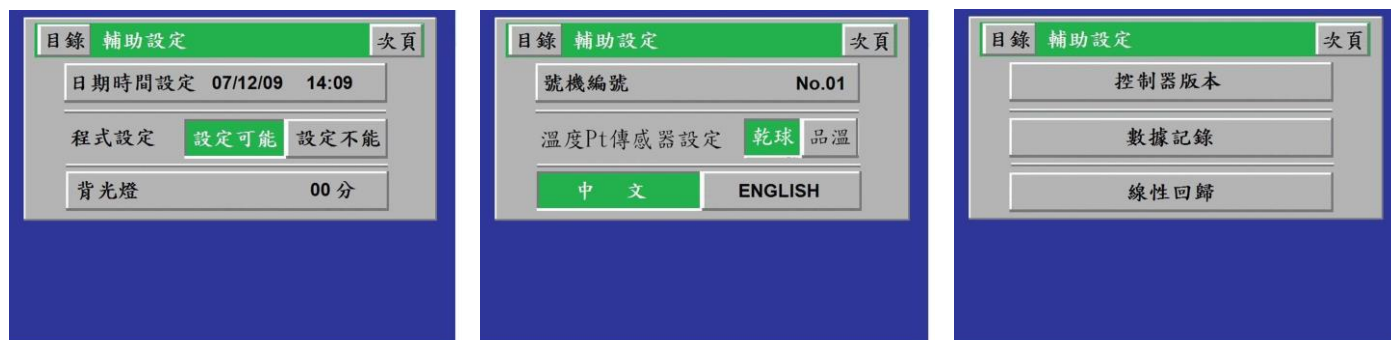 目錄 輔助設定 次頁
日期時間設定 07/12/09 14:09
程式設定 設定可能 設定不能
背光燈 00 分
目錄 輔助設定 次頁
號機編號 No.01
溫度Pt傳感器設定 乾球 品溫
中 文 ENGLISH
目錄 輔助設定 次頁
控制器版本
數據記錄
線性回歸